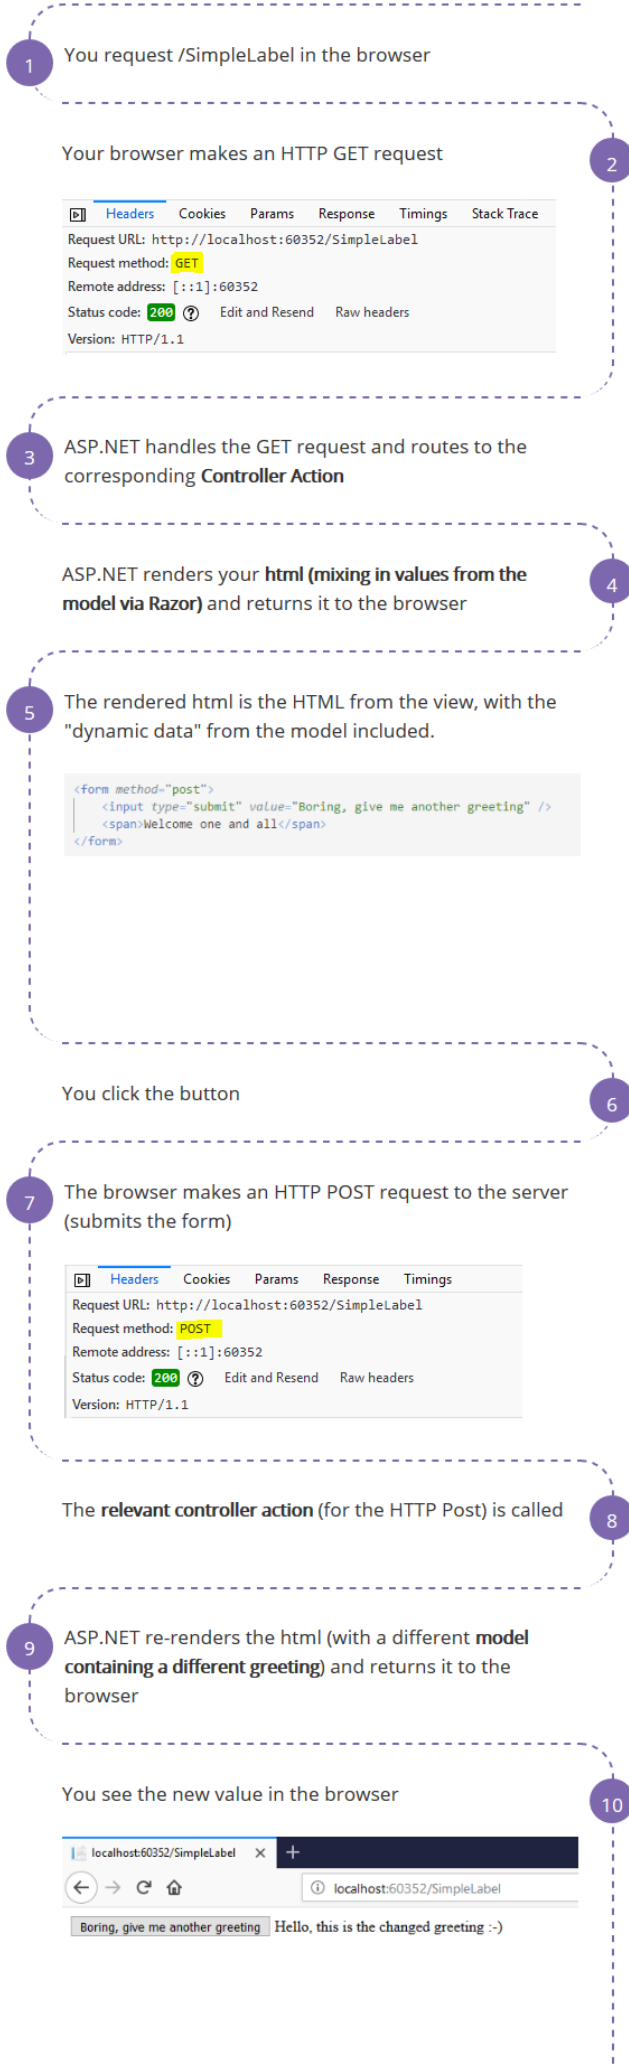 1
You request /SimpleLabel in the browser
Your browser makes an HTTP GET request
2
Headers Cookies Params Response Timings Stack Trace
Request URL: http://localhost:60352/SimpleLabel
Request method: GET
Remote address: [::1]:60352
Status code: 200 ? Edit and Resend Raw headers
Version: HTTP/1.1
3
ASP.NET handles the GET request and routes to the
corresponding Controller Action
ASP.NET renders your html (mixing in values from the
model via Razor) and returns it to the browser
4
5
The rendered html is the HTML from the view, with the
"dynamic data" from the model included.
<form method="post">
<input type="submit" value="Boring, give me another greeting" />
<span>Welcome one and all</span>
</form>
You click the button
6
7
The browser makes an HTTP POST request to the server
(submits the form)
Headers Cookies Params Response Timings
Request URL: http://localhost:60352/SimpleLabel
Request method: POST
Remote address: [::1]:60352
Status code: 200 ? Edit and Resend Raw headers
Version: HTTP/1.1
The relevant controller action (for the HTTP Post) is called
8
9
ASP.NET re-renders the html (with a different model
containing a different greeting) and returns it to the
browser
You see the new value in the browser
10
localhost:60352/SimpleLabel
localhost:60352/SimpleLabel
Boring, give me another greeting Hello, this is the changed greeting :-)